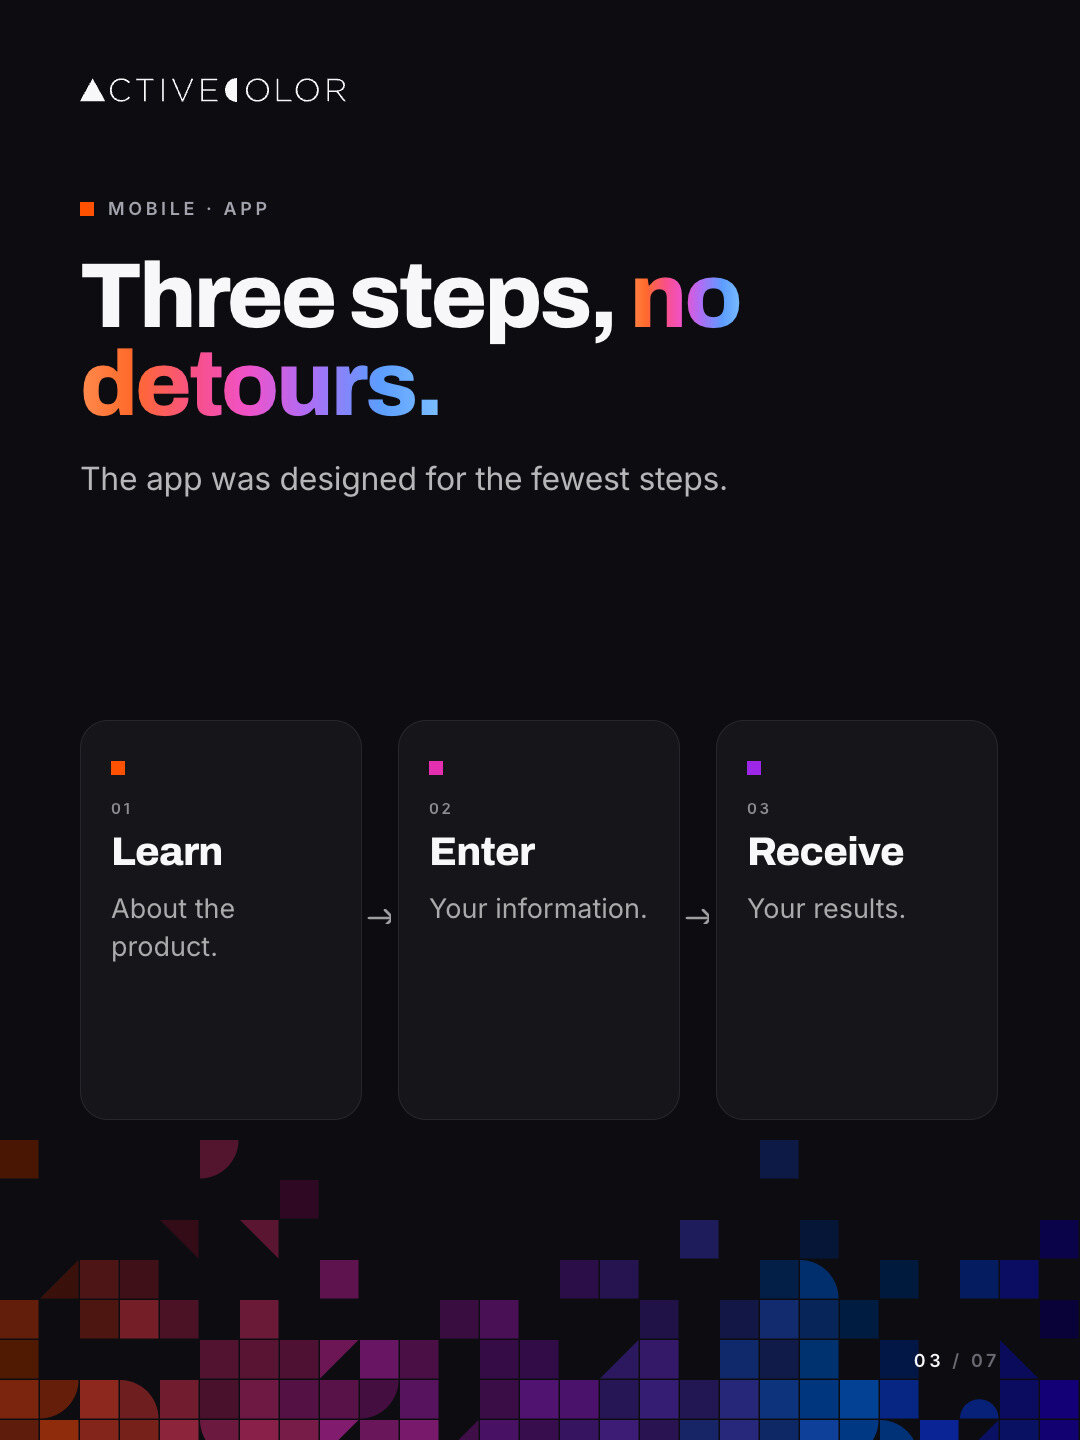 ACTIVECOLOR
MOBILE · APP
Three steps, no
detours.
The app was designed for the fewest steps.
01
Learn
About the
product.
→
02
Enter
Your information.
→
03
Receive
Your results.
03 / 07